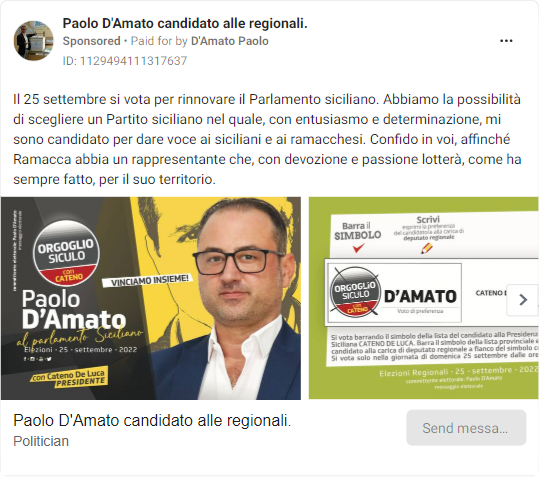 Paolo D'Amato candidato alle regionali.
Sponsored • Paid for by D'Amato Paolo
ID: 1129494111317637
Il 25 settembre si vota per rinnovare il Parlamento siciliano. Abbiamo la possibilità
di scegliere un Partito siciliano nel quale, con entusiasmo e determinazione, mi
sono candidato per dare voce ai siciliani e ai ramacchesi. Confido in voi, affinché
Ramacca abbia un rappresentante che, con devozione e passione lotterà, come ha
sempre fatto, per il suo territorio.
committente elettorale: Paolo D'Amato
messaggio elettorale
ORGOGLIO
SICULO
CON
CATENO
VINCIAMO INSIEME!
Paolo
D'Amato
al parlamento Siciliano
Elezioni - 25 - settembre - 2022
con Cateno De Luca
PRESIDENTE
Barra il
SIMBOLO
Scrivi
esprimi la preferenza
del candidato/a alla carica di
deputato regionale
ORGOGLIO
SICULO
CON
CATENO
D'AMATO
Voto di preferenza
CATENO DE
Si vota barrando il simbolo della lista del candidato alla Presidenza
Siciliana CATENO DE LUCA. Barra il simbolo della lista provinciale e
candidato alla carica di deputato regionale a fianco del simbolo c
Si vota solo nella giornata di domenica 25 settembre dalle ore
Elezioni Regionali - 25 - settembre - 2022
committente elettorale: Paolo D'Amato
messaggio elettorale
Paolo D'Amato candidato alle regionali.
Politician
Send messa...